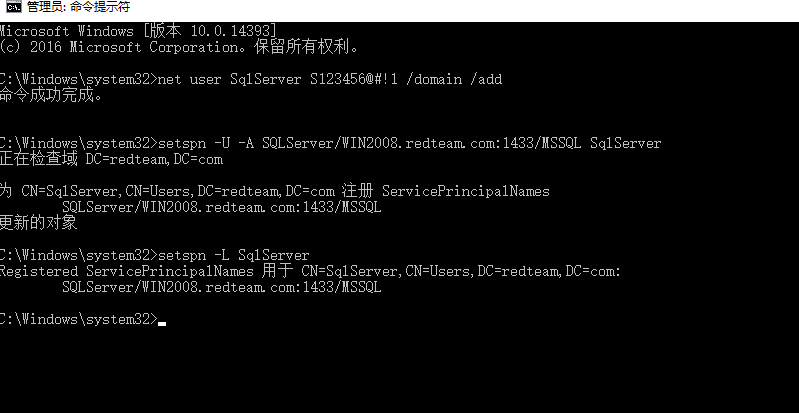 管理员: 命令提示符
Microsoft Windows [版本 10.0.14393]
(c) 2016 Microsoft Corporation。保留所有权利。
C:\Windows\system32>net user SqlServer S123456@#!1 /domain /add
命令成功完成。
C:\Windows\system32>setspn -U -A SQLServer/WIN2008.redteam.com:1433/MSSQL SqlServer
正在检查域 DC=redteam,DC=com
为 CN=SqlServer,CN=Users,DC=redteam,DC=com 注册 ServicePrincipalNames
SQLServer/WIN2008.redteam.com:1433/MSSQL
更新的对象
C:\Windows\system32>setspn -L SqlServer
Registered ServicePrincipalNames 用于 CN=SqlServer,CN=Users,DC=redteam,DC=com:
SQLServer/WIN2008.redteam.com:1433/MSSQL
C:\Windows\system32>